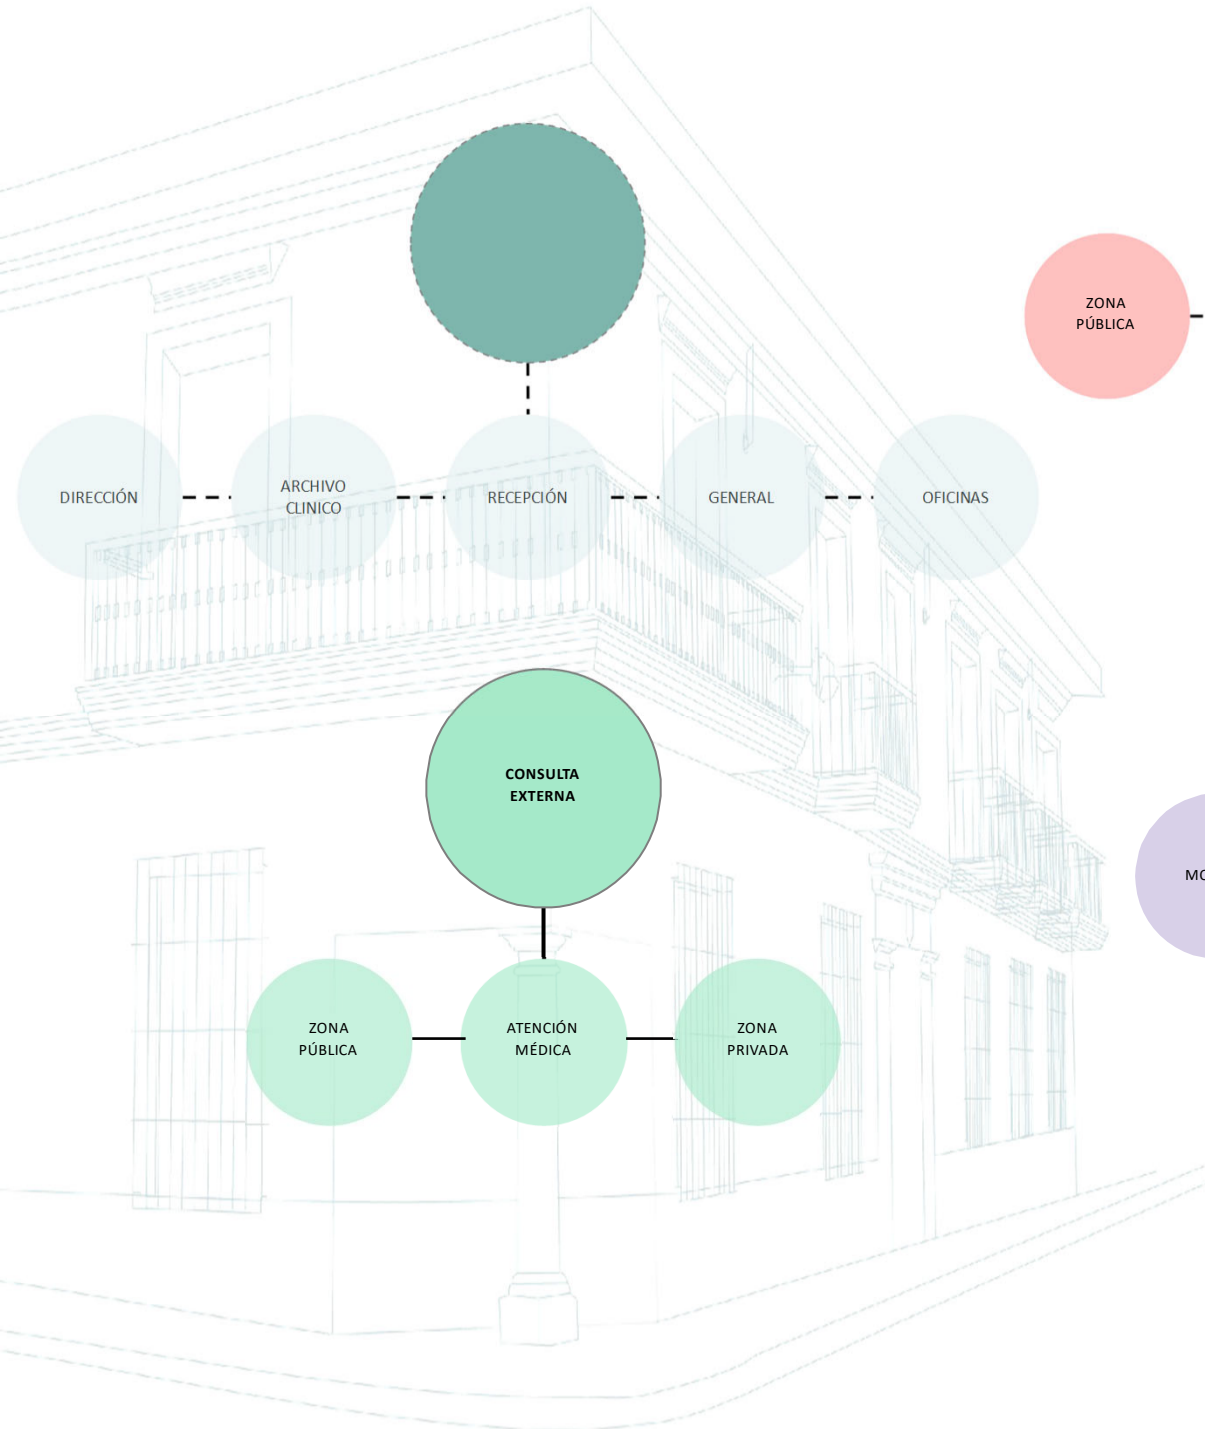 ZONA
PÚBLICA
DIRECCIÓN
ARCHIVO
CLINICO
RECEPCIÓN
GENERAL
OFICINAS
CONSULTA
EXTERNA
ZONA
PÚBLICA
ATENCIÓN
MÉDICA
ZONA
PRIVADA